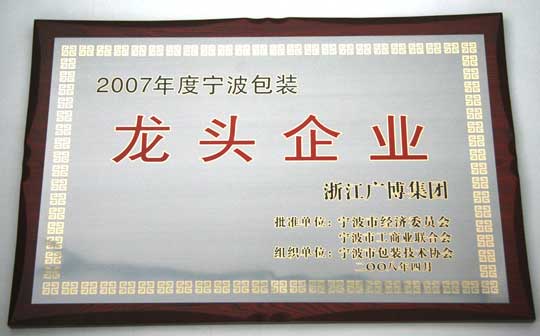 2007年度宁波包装
龙头企业
浙江广博集团
批准单位：宁波市经济委员会
宁波市工商业联合会
组织单位：宁波市包装技术协会
二〇〇八年四月